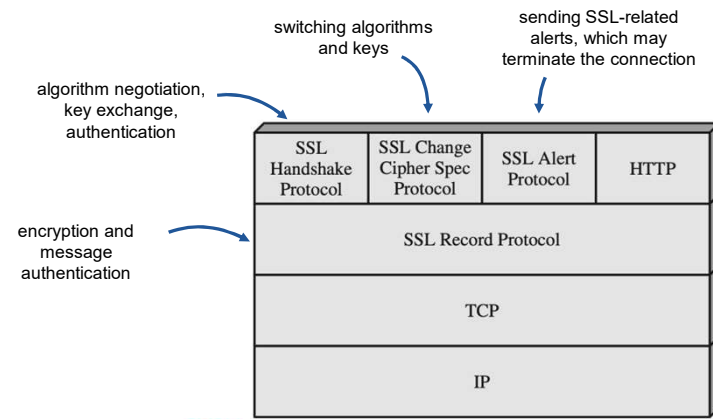 switching algorithms
and keys
sending SSL-related
alerts, which may
terminate the connection
algorithm negotiation,
key exchange,
authentication
SSL
Handshake
Protocol
SSL Change
Cipher Spec
Protocol
SSL Alert
Protocol
HTTP
encryption and
message
authentication
SSL Record Protocol
TCP
IP